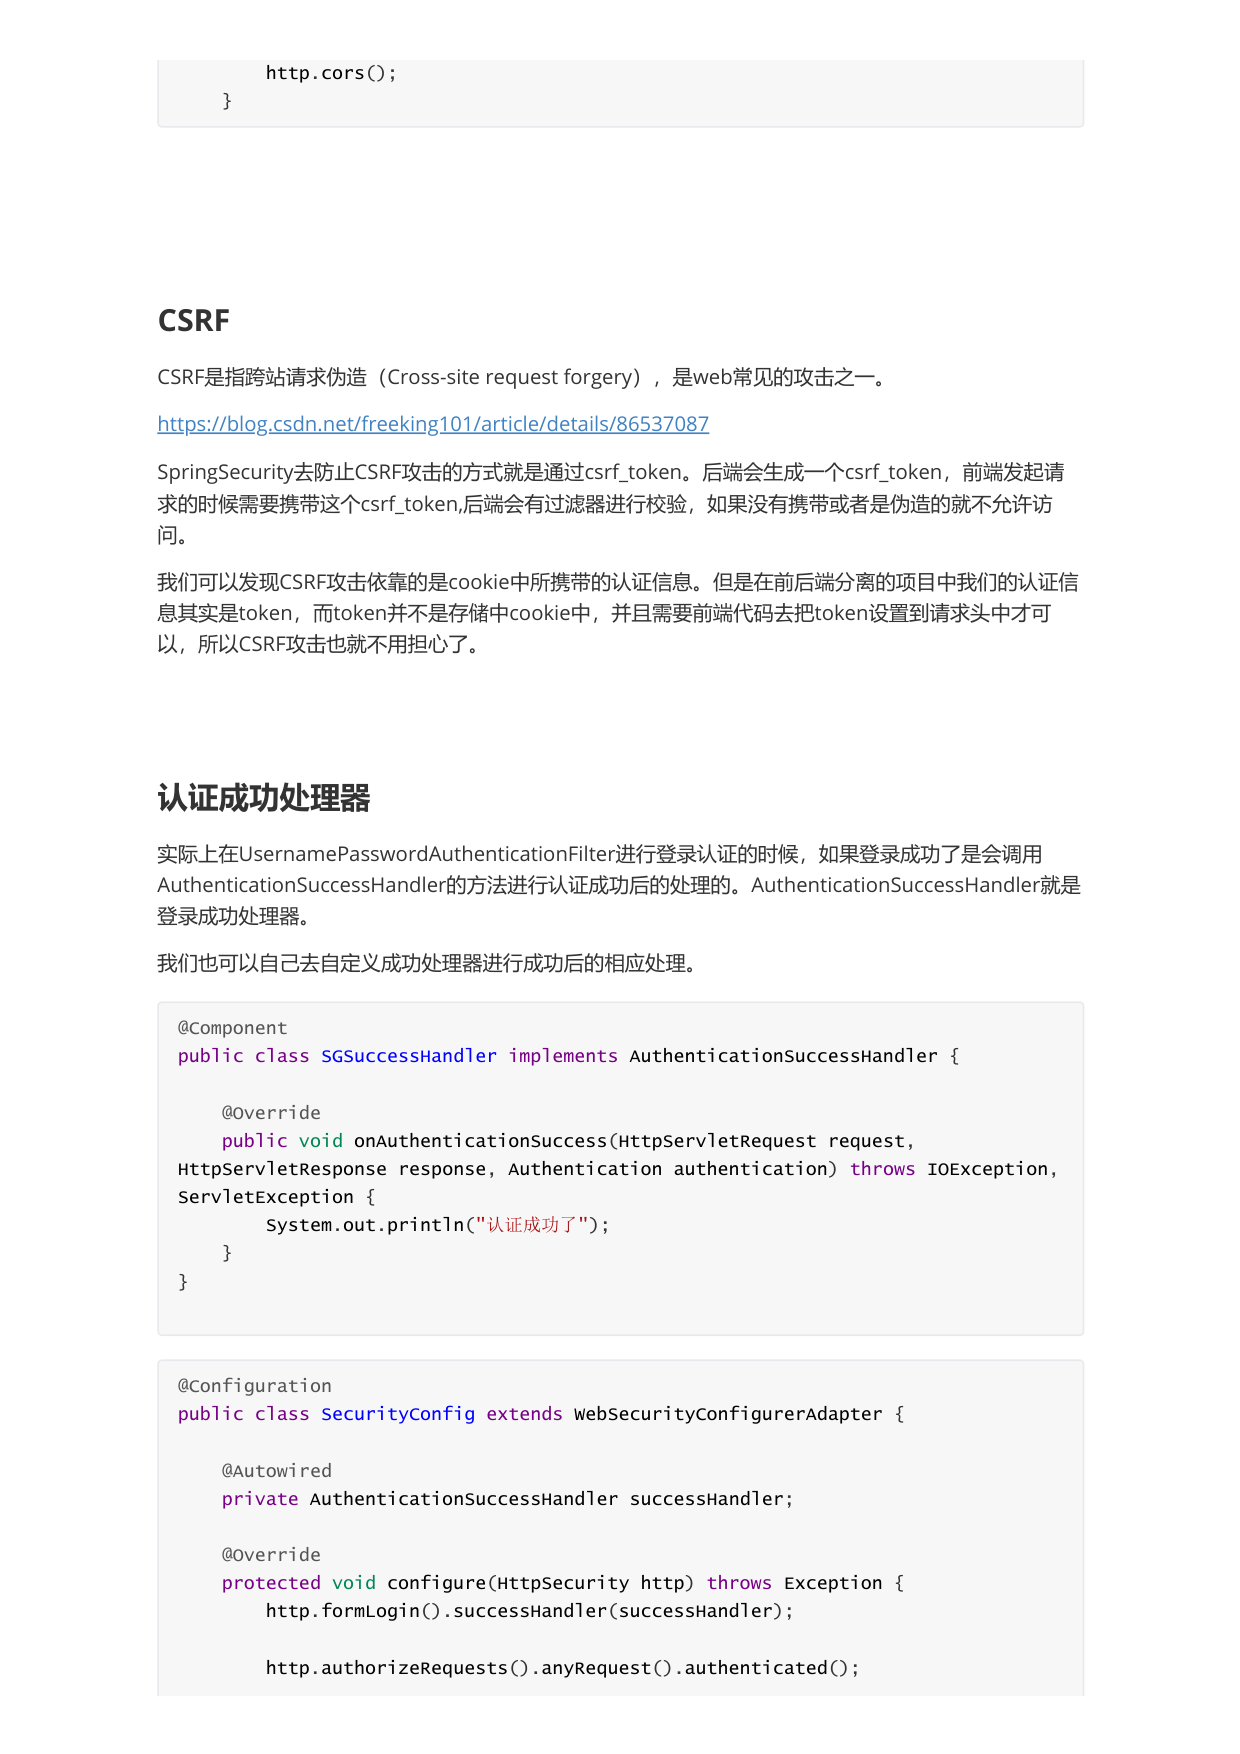 http.cors();
}
CSRF
CSRF是指跨站请求伪造（Cross-site request forgery），是web常见的攻击之一。
https://blog.csdn.net/freeking101/article/details/86537087
SpringSecurity去防止CSRF攻击的方式就是通过csrf_token。后端会生成一个csrf_token，前端发起请
求的时候需要携带这个csrf_token,后端会有过滤器进行校验，如果没有携带或者是伪造的就不允许访
问。
我们可以发现CSRF攻击依靠的是cookie中所携带的认证信息。但是在前后端分离的项目中我们的认证信
息其实是token，而token并不是存储中cookie中，并且需要前端代码去把token设置到请求头中才可
以，所以CSRF攻击也就不用担心了。
认证成功处理器
实际上在UsernamePasswordAuthenticationFilter进行登录认证的时候，如果登录成功了是会调用
AuthenticationSuccessHandler的方法进行认证成功后的处理的。AuthenticationSuccessHandler就是
登录成功处理器。
我们也可以自己去自定义成功处理器进行成功后的相应处理。
@Component
public class SGSuccessHandler implements AuthenticationSuccessHandler {
@Override
public void onAuthenticationSuccess(HttpServletRequest request,
HttpServletResponse response, Authentication authentication) throws IOException,
ServletException {
System.out.println("认证成功了");
}
}
@Configuration
public class SecurityConfig extends WebSecurityConfigurerAdapter {
@Autowired
private AuthenticationSuccessHandler successHandler;
@Override
protected void configure(HttpSecurity http) throws Exception {
http.formLogin().successHandler(successHandler);
http.authorizeRequests().anyRequest().authenticated();